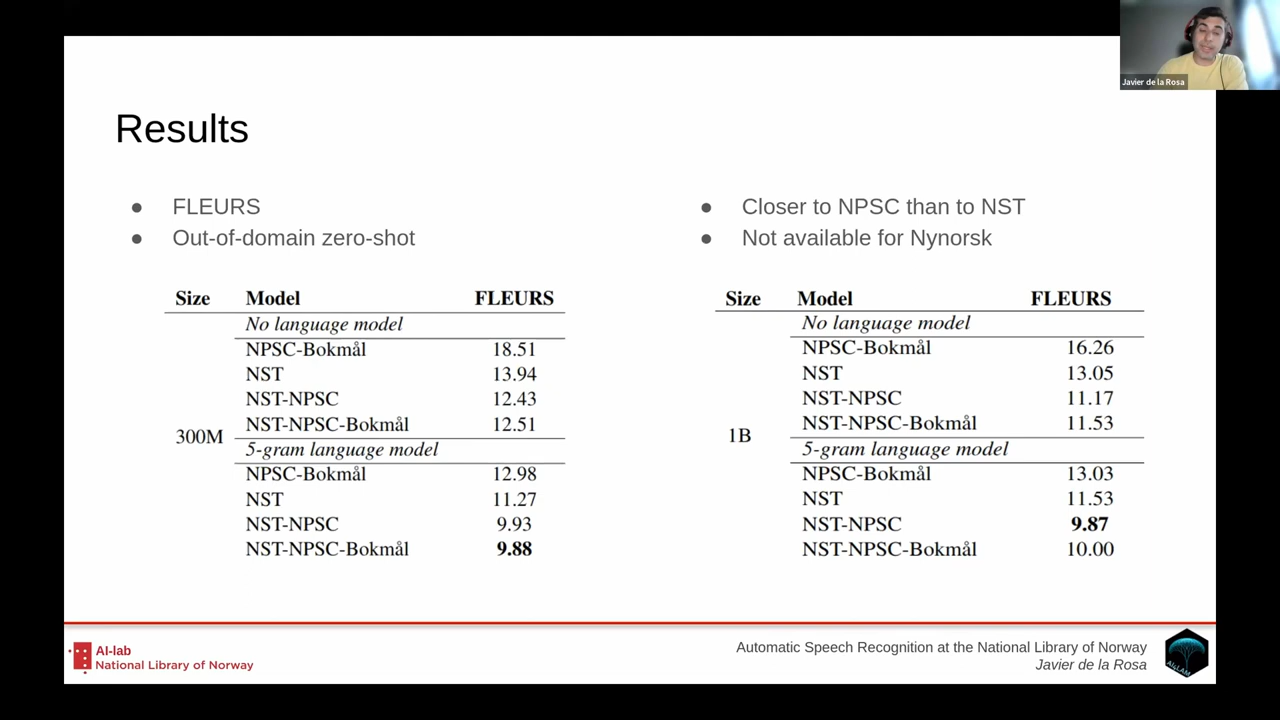 Javier de la Rosa
Results
● FLEURS
● Out-of-domain zero-shot
● Closer to NPSC than to NST
● Not available for Nynorsk
Size Model FLEURS
No language model
NPSC-Bokmål 18.51
NST 13.94
NST-NPSC 12.43
NST-NPSC-Bokmål 12.51
300M
5-gram language model
NPSC-Bokmål 12.98
NST 11.27
NST-NPSC 9.93
NST-NPSC-Bokmål 9.88
Size Model FLEURS
No language model
NPSC-Bokmål 16.26
NST 13.05
NST-NPSC 11.17
NST-NPSC-Bokmål 11.53
1B
5-gram language model
NPSC-Bokmål 13.03
NST 11.53
NST-NPSC 9.87
NST-NPSC-Bokmål 10.00
AI-lab
National Library of Norway
Automatic Speech Recognition at the National Library of Norway
Javier de la Rosa
AI4LAM